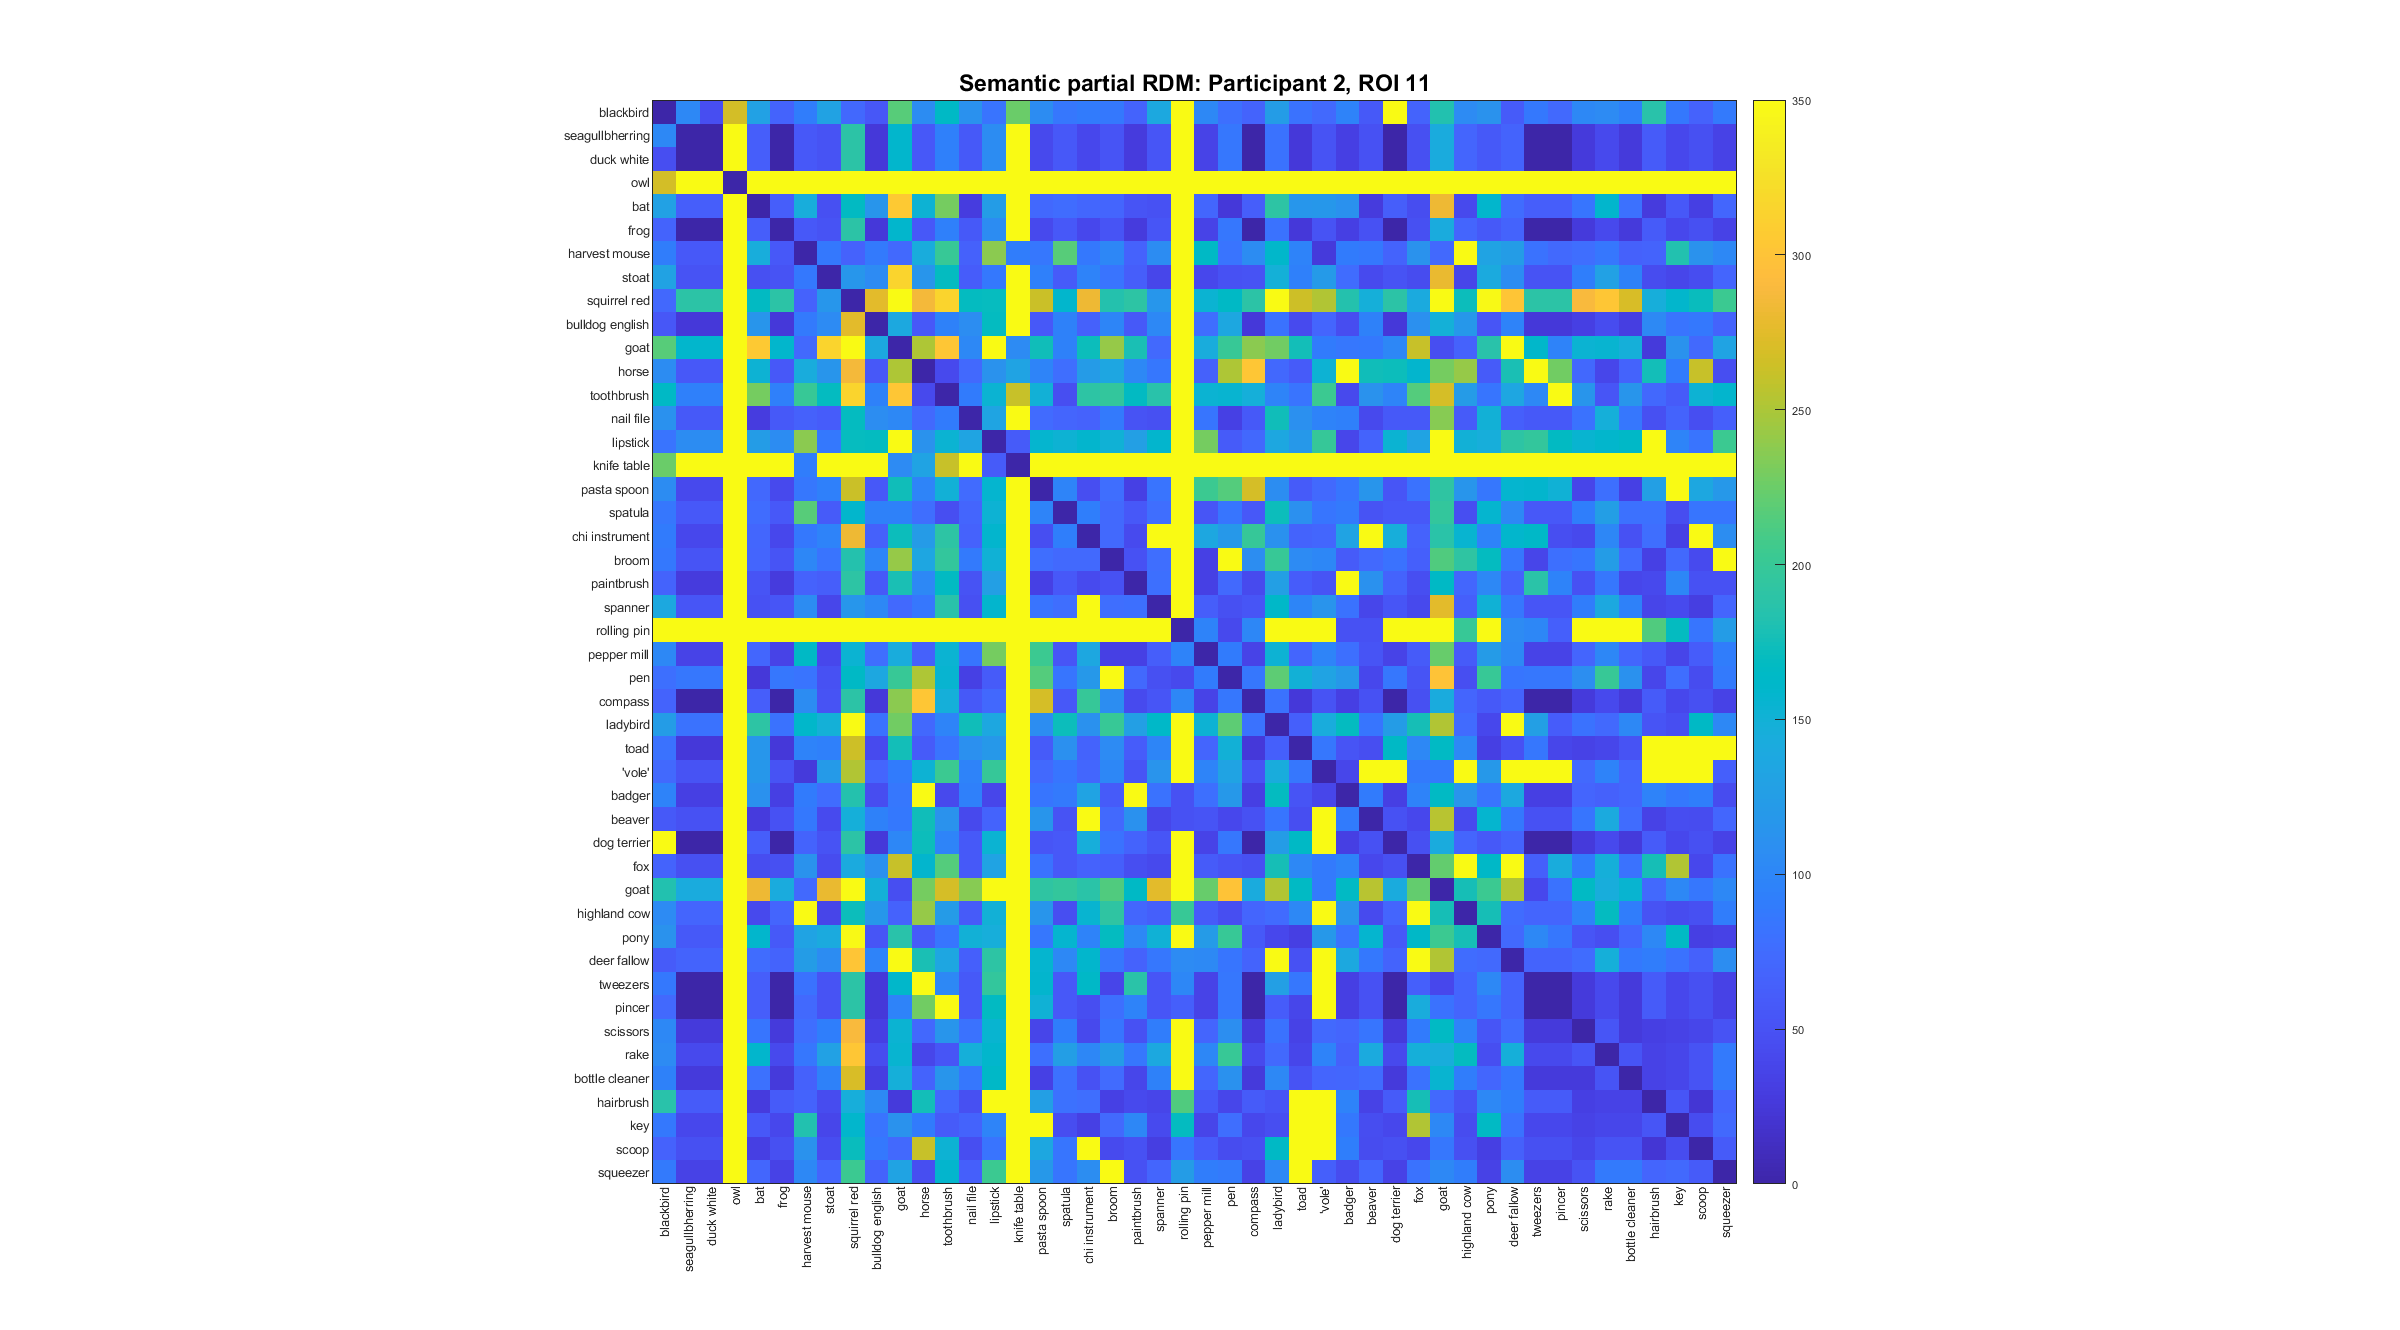 Semantic partial RDM: Participant 2, ROI 11
blackbird
seagullbherring
duck white
owl
bat
frog
harvest mouse
stoat
squirrel red
bulldog english
goat
horse
toothbrush
nail file
lipstick
knife table
pasta spoon
spatula
chi instrument
broom
paintbrush
spanner
rolling pin
pepper mill
pen
compass
ladybird
toad
'vole'
badger
beaver
dog terrier
fox
goat
highland cow
pony
deer fallow
tweezers
pincer
scissors
rake
bottle cleaner
hairbrush
key
scoop
squeezer
350
300
250
200
150
100
50
0
blackbird
seagullbherring
duck white
owl
bat
frog
harvest mouse
stoat
squirrel red
bulldog english
goat
horse
toothbrush
nail file
lipstick
knife table
pasta spoon
spatula
chi instrument
broom
paintbrush
spanner
rolling pin
pepper mill
pen
compass
ladybird
toad
'vole'
badger
beaver
dog terrier
fox
goat
highland cow
pony
deer fallow
tweezers
pincer
scissors
rake
bottle cleaner
hairbrush
key
scoop
squeezer